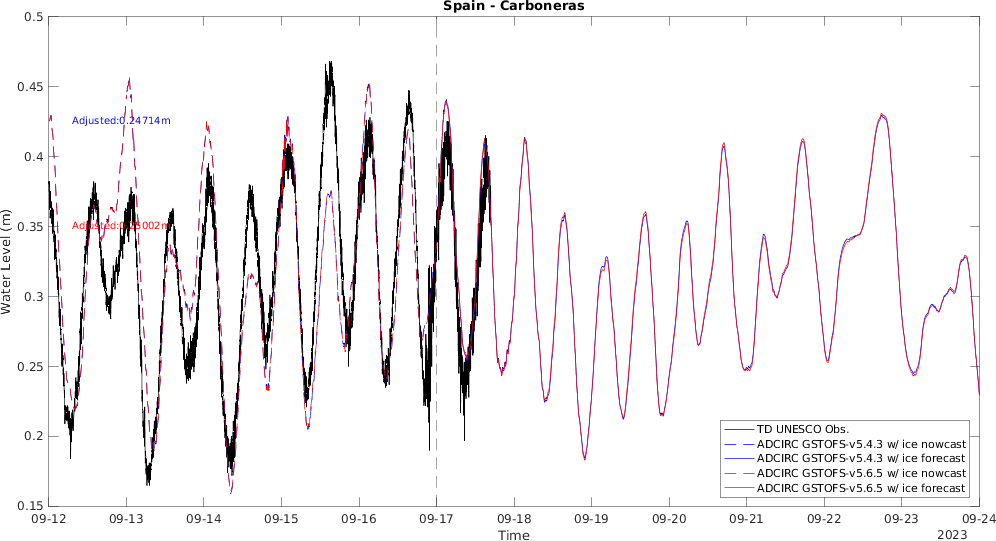 Spain - Carboneras
0.5
0.45
0.4
0.35
0.3
0.25
0.2
0.15
Water Level (m)
Adjusted:0.24714m
Adjusted:0.25002m
TD UNESCO Obs.
ADCIRC GSTOFS-v5.4.3 w/ ice nowcast
ADCIRC GSTOFS-v5.4.3 w/ ice forecast
ADCIRC GSTOFS-v5.6.5 w/ ice nowcast
ADCIRC GSTOFS-v5.6.5 w/ ice forecast
09-12 09-13 09-14 09-15 09-16 09-17 09-18 09-19 09-20 09-21 09-22 09-23 09-24
Time
2023